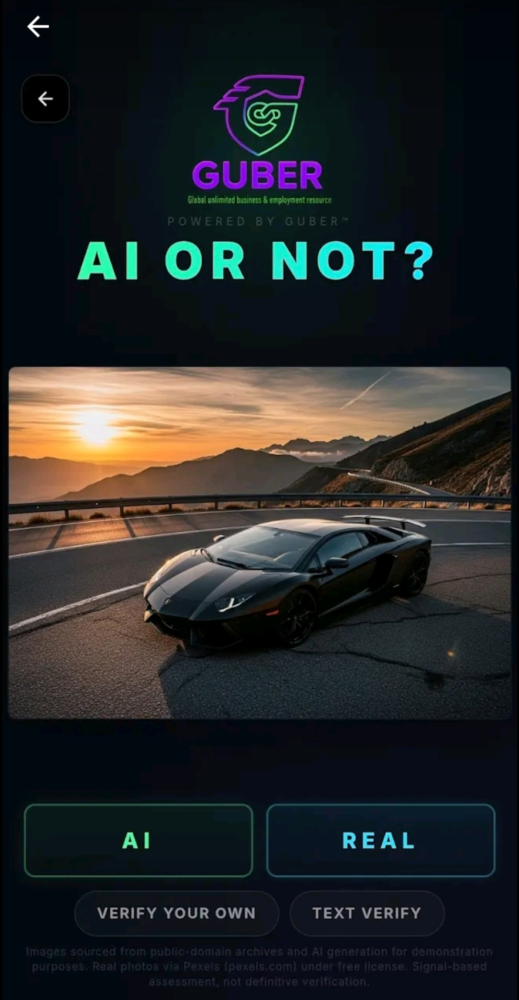 GUBER
Global unlimited business & employment resource
POWERED BY GUBER™
AI OR NOT?
AI
REAL
VERIFY YOUR OWN
TEXT VERIFY
Images sourced from public-domain archives and AI generation for demonstration
purposes. Real photos via Pexels (pexels.com) under free license. Signal-based
assessment, not definitive verification.